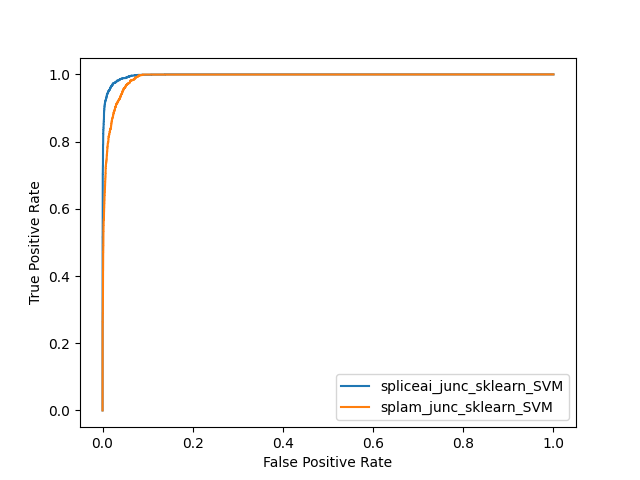 1.0
0.8
0.6
0.4
0.2
0.0
True Positive Rate
spliceai_junc_sklearn_SVM
splam_junc_sklearn_SVM
0.0 0.2 0.4 0.6 0.8 1.0
False Positive Rate